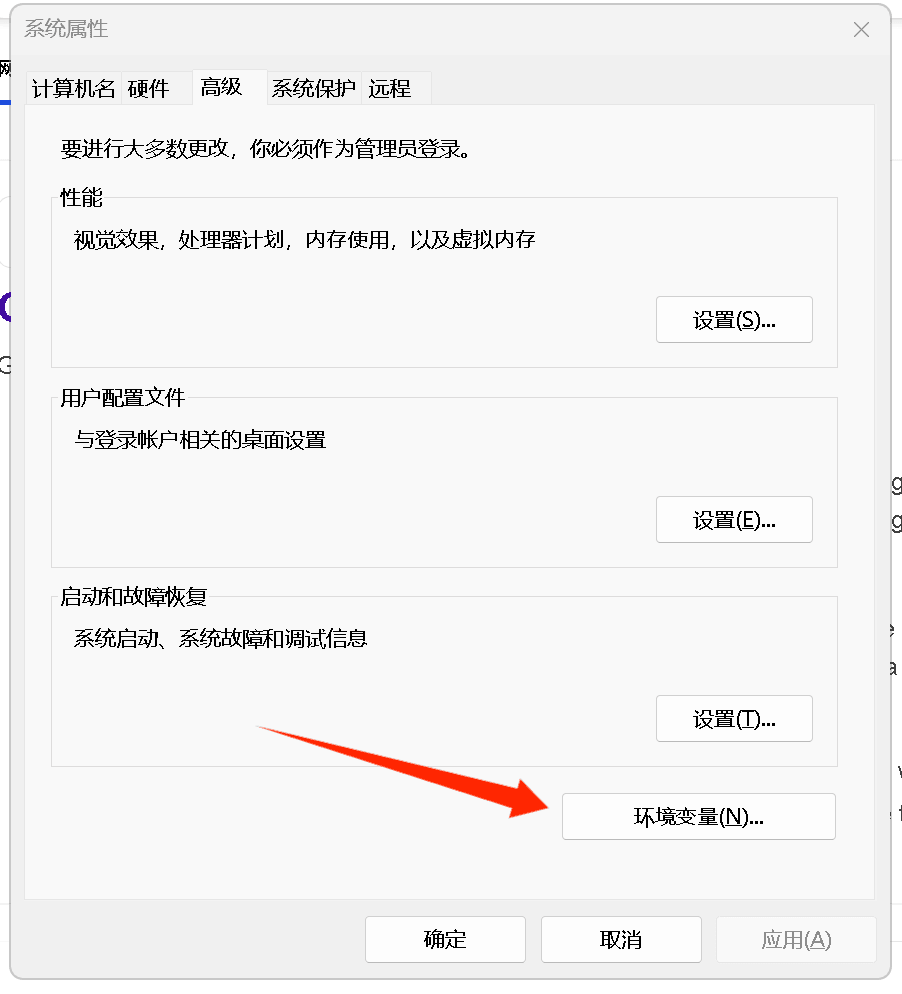 系统属性
计算机名 硬件 高级 系统保护 远程
要进行大多数更改，你必须作为管理员登录。
性能
视觉效果，处理器计划，内存使用，以及虚拟内存
设置(S)...
用户配置文件
与登录帐户相关的桌面设置
设置(E)...
启动和故障恢复
系统启动、系统故障和调试信息
设置(T)...
环境变量(N)...
确定 取消 应用(A)